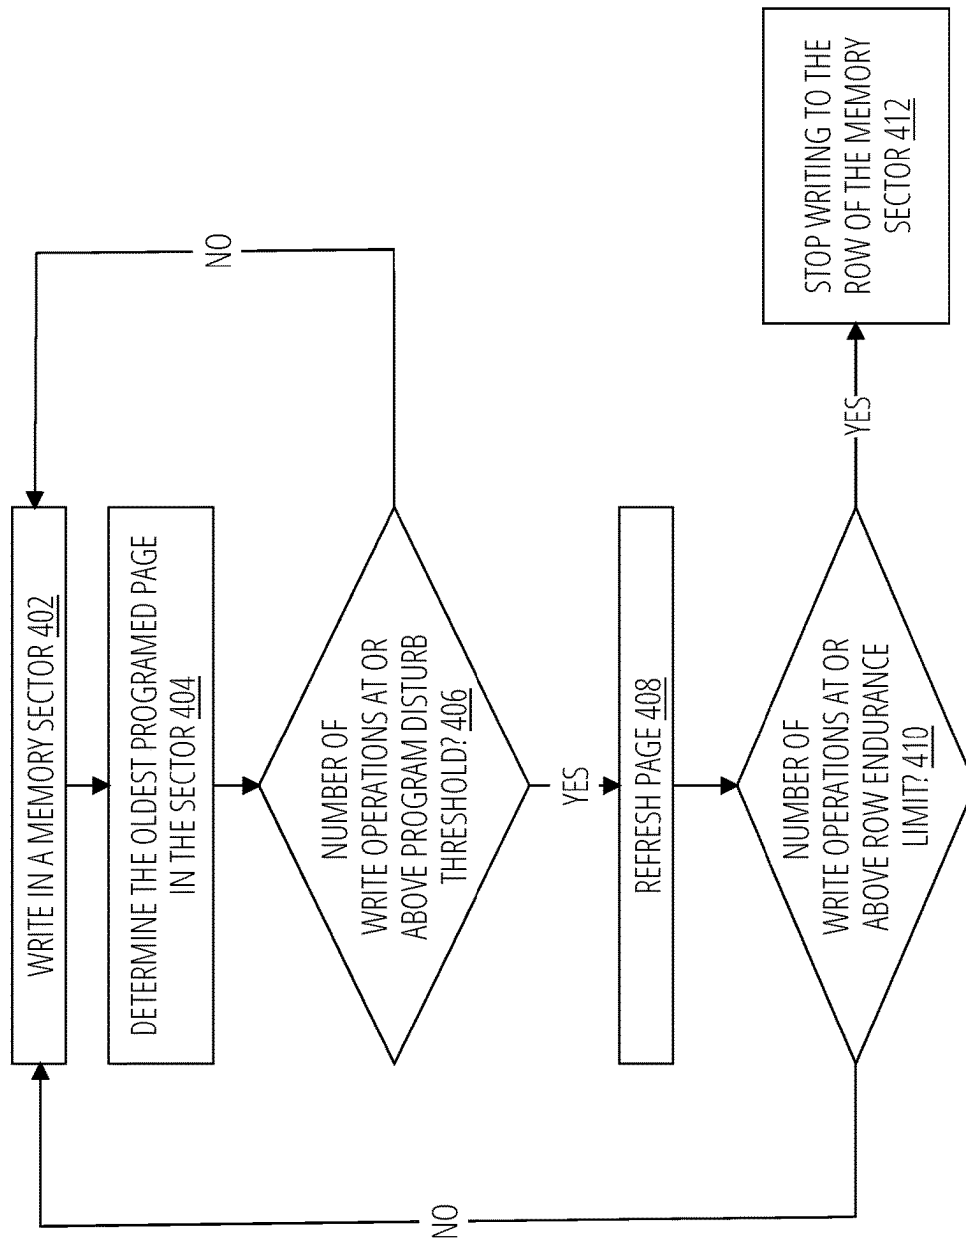 WRITE IN A MEMORY SECTOR 402
DETERMINE THE OLDEST PROGRAMED PAGE
IN THE SECTOR 404
NUMBER OF
WRITE OPERATIONS AT OR
ABOVE PROGRAM DISTURB
THRESHOLD? 406
NO
YES
REFRESH PAGE 408
NUMBER OF
WRITE OPERATIONS AT OR
ABOVE ROW ENDURANCE
LIMIT? 410
NO
YES
STOP WRITING TO THE
ROW OF THE MEMORY
SECTOR 412